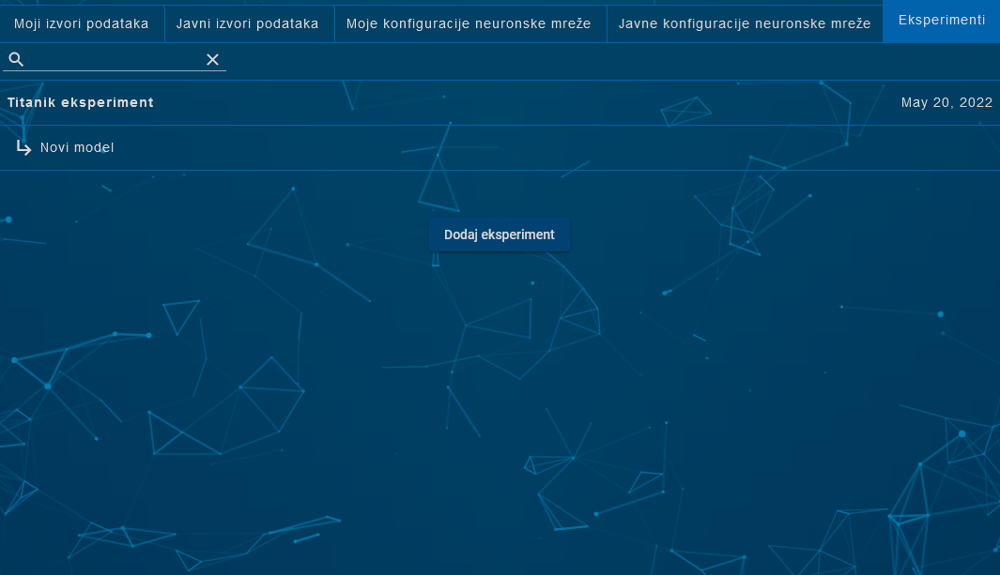 Moji izvori podataka
Javni izvori podataka
Moje konfiguracije neuronske mreže
Javne konfiguracije neuronske mreže
Eksperimenti
Titanik eksperiment
May 20, 2022
Novi model
Dodaj eksperiment